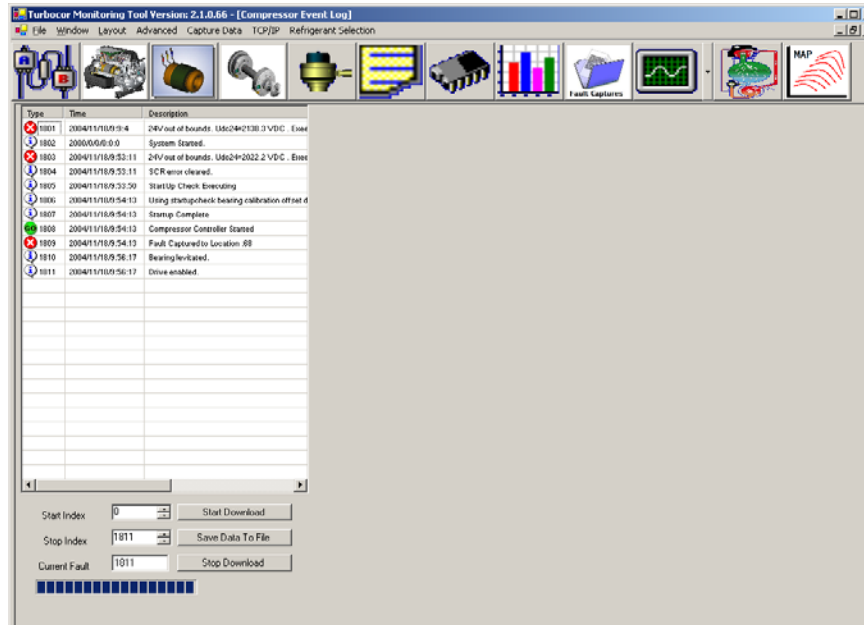 Turbocor Monitoring Tool Version: 2.1.0.66 - [Compressor Event Log]
File Window Layout Advanced Capture Data TCP/IP Refrigerant Selection
A B Fault Captures MAP
Type Time Description
1801 2004/11/18/9:9:4 24V out of bounds. Udc24=2138.3 VDC . Exee
1802 2000/0/0/0:0:0 System Started.
1803 2004/11/18/9:53:11 24V out of bounds. Udc24=2022.2 VDC . Exee
1804 2004/11/18/9:53:11 SCR error cleared.
1805 2004/11/18/9:53:50 StartUp Check Executing
1806 2004/11/18/9:54:13 Using startupcheck bearing calibration offset d
1807 2004/11/18/9:54:13 Startup Complete
GO 1808 2004/11/18/9:54:13 Compressor Controller Started
1809 2004/11/18/9:54:13 Fault Captured to Location :68
1810 2004/11/18/9:56:17 Bearing levitated.
1811 2004/11/18/9:56:17 Drive enabled.
Start Index 0 Start Download
Stop Index 1811 Save Data To File
Current Fault 1811 Stop Download